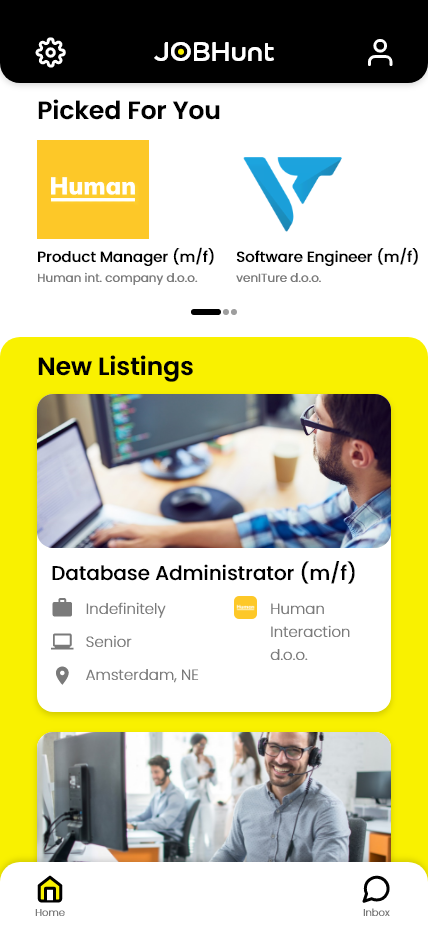 JOBHunt
Picked For You
Human
Product Manager (m/f)
Human int. company d.o.o.
Software Engineer (m/f)
venITure d.o.o.
New Listings
Database Administrator (m/f)
Indefinitely
Human
Interaction
d.o.o.
Senior
Amsterdam, NE
Home
Inbox